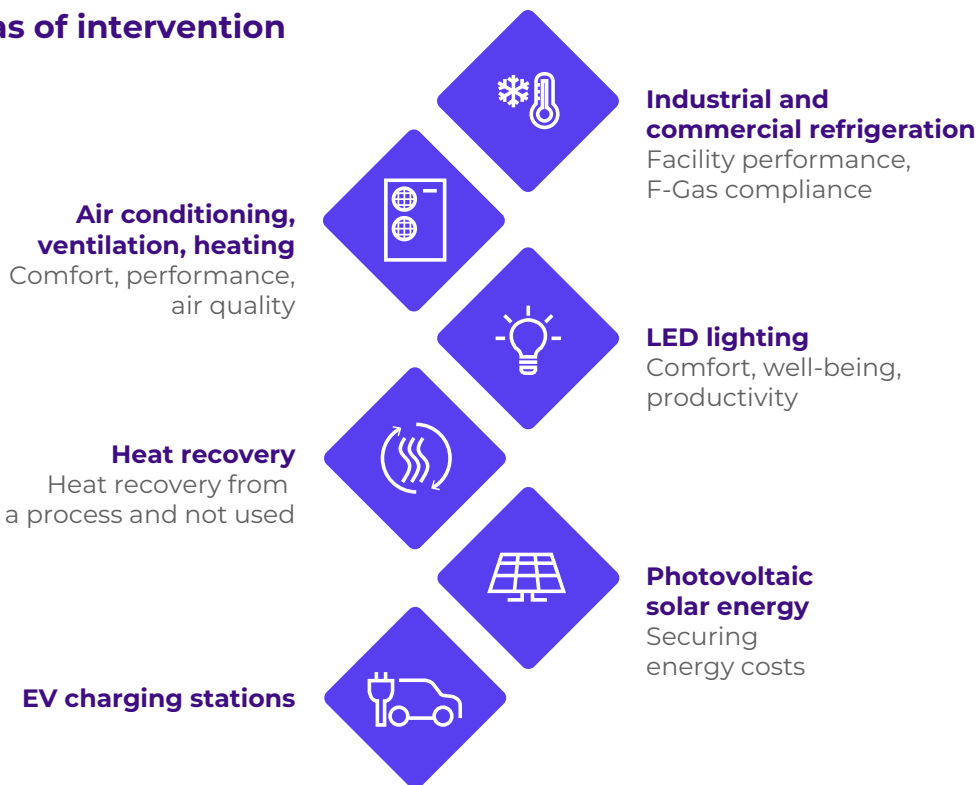 as of intervention
Industrial and
commercial refrigeration
Facility performance,
F-Gas compliance
Air conditioning,
ventilation, heating
Comfort, performance,
air quality
LED lighting
Comfort, well-being,
productivity
Heat recovery
Heat recovery from
a process and not used
Photovoltaic
solar energy
Securing
energy costs
EV charging stations